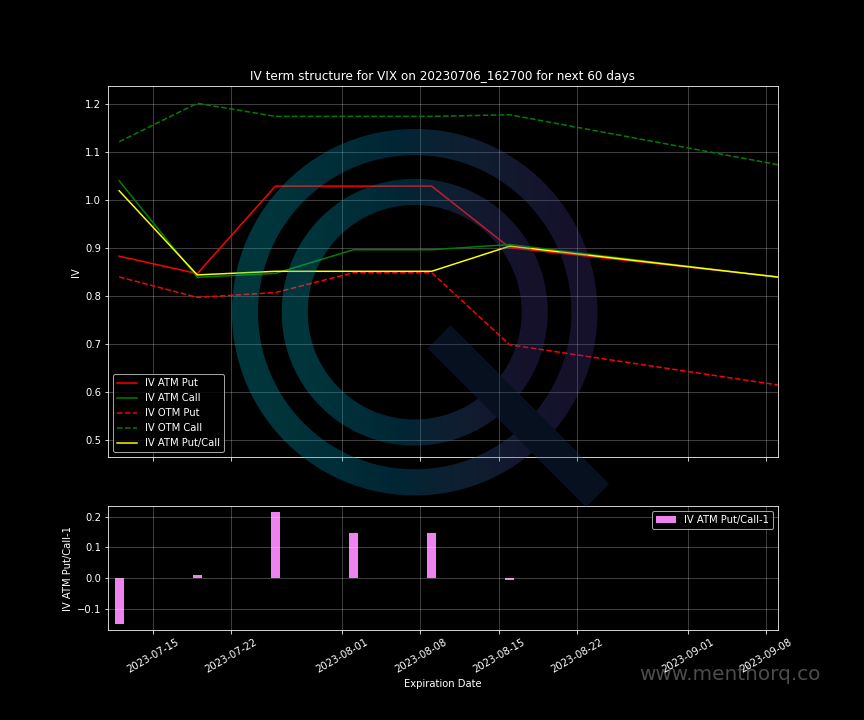 IV term structure for VIX on 20230706_162700 for next 60 days
IV
1.2
1.1
1.0
0.9
0.8
0.7
0.6
0.5
IV ATM Put
IV ATM Call
IV OTM Put
IV OTM Call
IV ATM Put/Call
IV ATM Put/Call-1
0.2
0.1
0.0
−0.1
IV ATM Put/Call-1
2023-07-15
2023-07-22
2023-08-01
2023-08-08
2023-08-15
2023-08-22
2023-09-01
2023-09-08
Expiration Date
www.menthorq.co